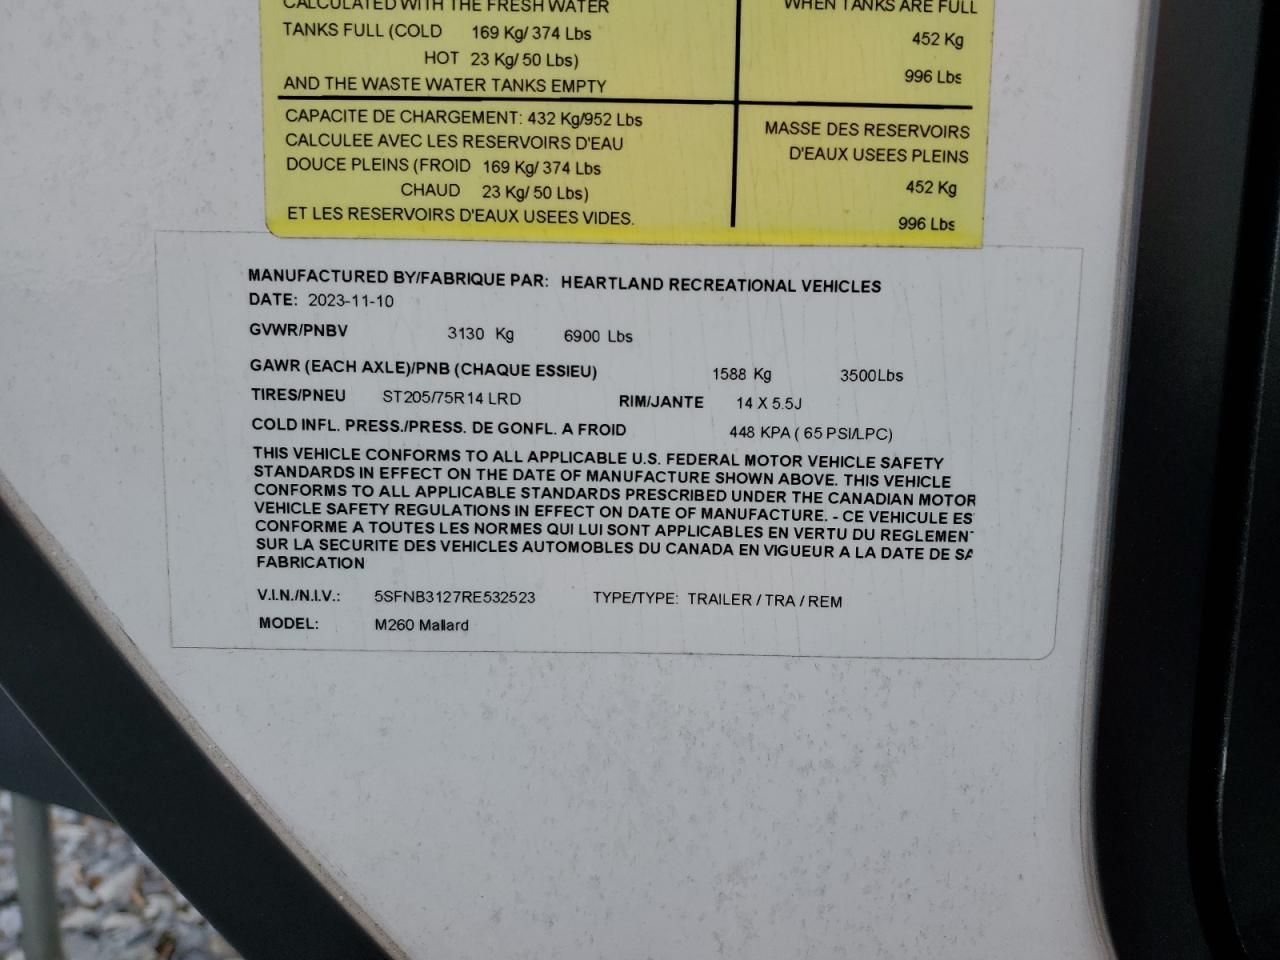 CALCULATED WITH THE FRESH WATER
TANKS FULL (COLD 169 Kg/ 374 Lbs
HOT 23 Kg/ 50 Lbs)
AND THE WASTE WATER TANKS EMPTY
WHEN TANKS ARE FULL
452 Kg
996 Lbs
CAPACITE DE CHARGEMENT: 432 Kg/952 Lbs
CALCULEE AVEC LES RESERVOIRS D'EAU
DOUCE PLEINS (FROID 169 Kg/ 374 Lbs
CHAUD 23 Kg/ 50 Lbs)
ET LES RESERVOIRS D'EAUX USEES VIDES.
MASSE DES RESERVOIRS
D'EAUX USEES PLEINS
452 Kg
996 Lbs
MANUFACTURED BY/FABRIQUE PAR: HEARTLAND RECREATIONAL VEHICLES
DATE: 2023-11-10
GVWR/PNBV 3130 Kg 6900 Lbs
GAWR (EACH AXLE)/PNB (CHAQUE ESSIEU) 1588 Kg 3500Lbs
TIRES/PNEU ST205/75R14 LRD RIM/JANTE 14 X 5.5J
COLD INFL. PRESS./PRESS. DE GONFL. A FROID 448 KPA ( 65 PSI/LPC)
THIS VEHICLE CONFORMS TO ALL APPLICABLE U.S. FEDERAL MOTOR VEHICLE SAFETY
STANDARDS IN EFFECT ON THE DATE OF MANUFACTURE SHOWN ABOVE. THIS VEHICLE
CONFORMS TO ALL APPLICABLE STANDARDS PRESCRIBED UNDER THE CANADIAN MOTOR
VEHICLE SAFETY REGULATIONS IN EFFECT ON DATE OF MANUFACTURE. - CE VEHICULE ES
CONFORME A TOUTES LES NORMES QUI LUI SONT APPLICABLES EN VERTU DU REGLEMEN
SUR LA SECURITE DES VEHICLES AUTOMOBLES DU CANADA EN VIGUEUR A LA DATE DE SA
FABRICATION
V.I.N./N.I.V.: 5SFNB3127RE532523 TYPE/TYPE: TRAILER / TRA / REM
MODEL: M260 Mallard